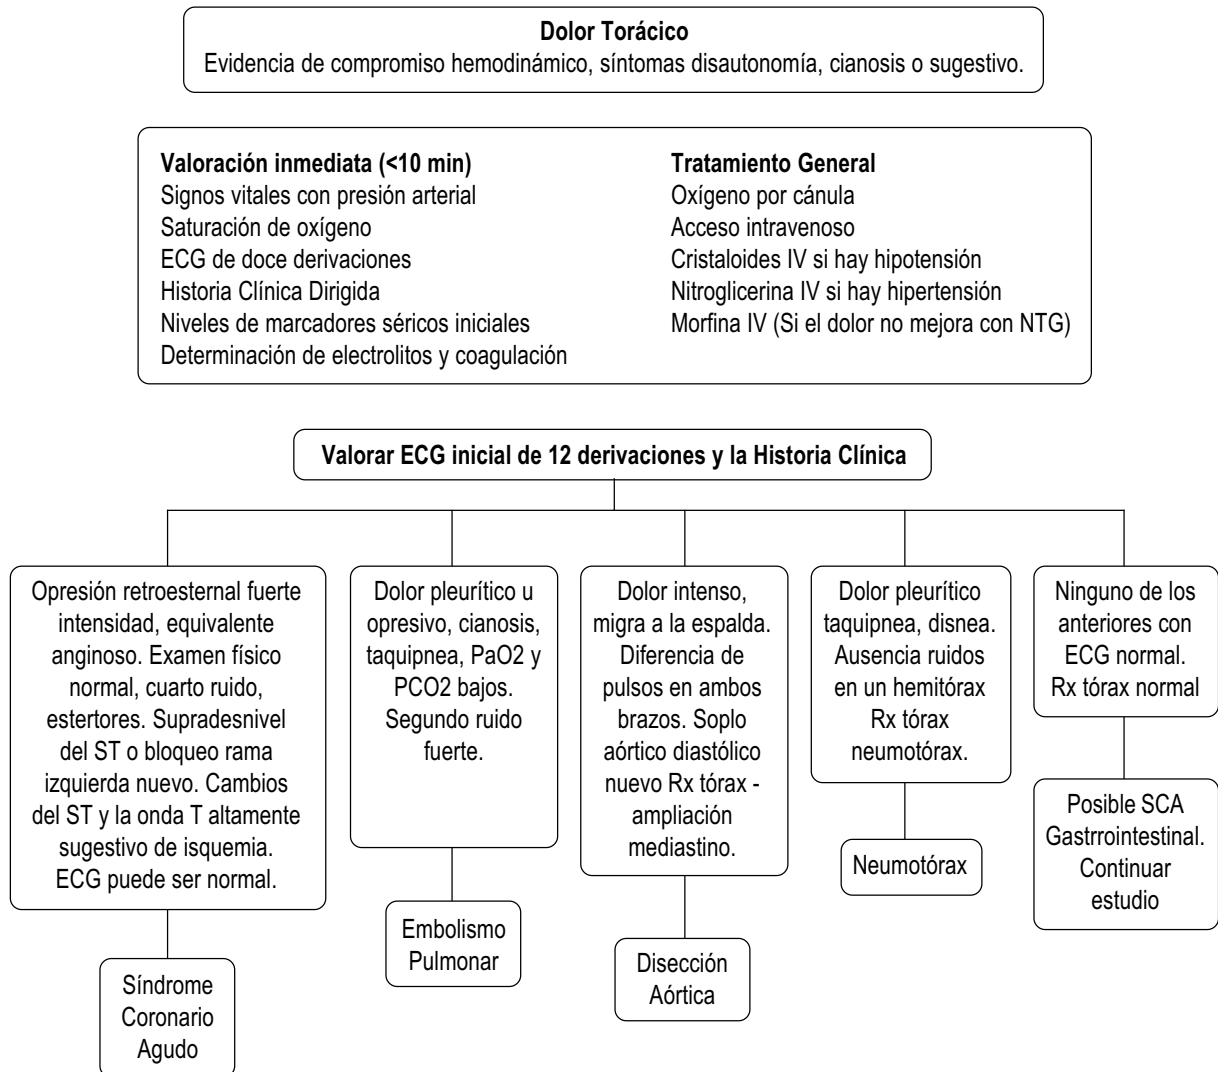 Dolor Torácico
Evidencia de compromiso hemodinámico, síntomas disautonomía, cianosis o sugestivo.
Valoración inmediata (<10 min)
Signos vitales con presión arterial
Saturación de oxígeno
ECG de doce derivaciones
Historia Clínica Dirigida
Niveles de marcadores séricos iniciales
Determinación de electrolitos y coagulación
Tratamiento General
Oxígeno por cánula
Acceso intravenoso
Cristaloides IV si hay hipotensión
Nitroglicerina IV si hay hipertensión
Morfina IV (Si el dolor no mejora con NTG)
Valorar ECG inicial de 12 derivaciones y la Historia Clínica
Opresión retroesternal fuerte
intensidad, equivalente
anginoso. Examen físico
normal, cuarto ruido,
estertores. Supradesnivel
del ST o bloqueo rama
izquierda nuevo. Cambios
del ST y la onda T altamente
sugestivo de isquemia.
ECG puede ser normal.
Síndrome
Coronario
Agudo
Dolor pleurítico u
opresivo, cianosis,
taquipnea, PaO2 y
PCO2 bajos.
Segundo ruido
fuerte.
Embolismo
Pulmonar
Dolor intenso,
migra a la espalda.
Diferencia de
pulsos en ambos
brazos. Soplo
aórtico diastólico
nuevo Rx tórax -
ampliación
mediastino.
Disección
Aórtica
Dolor pleurítico
taquipnea, disnea.
Ausencia ruidos
en un hemitórax
Rx tórax
neumotórax.
Neumotórax
Ninguno de los
anteriores con
ECG normal.
Rx tórax normal
Posible SCA
Gastrrointestinal.
Continuar
estudio